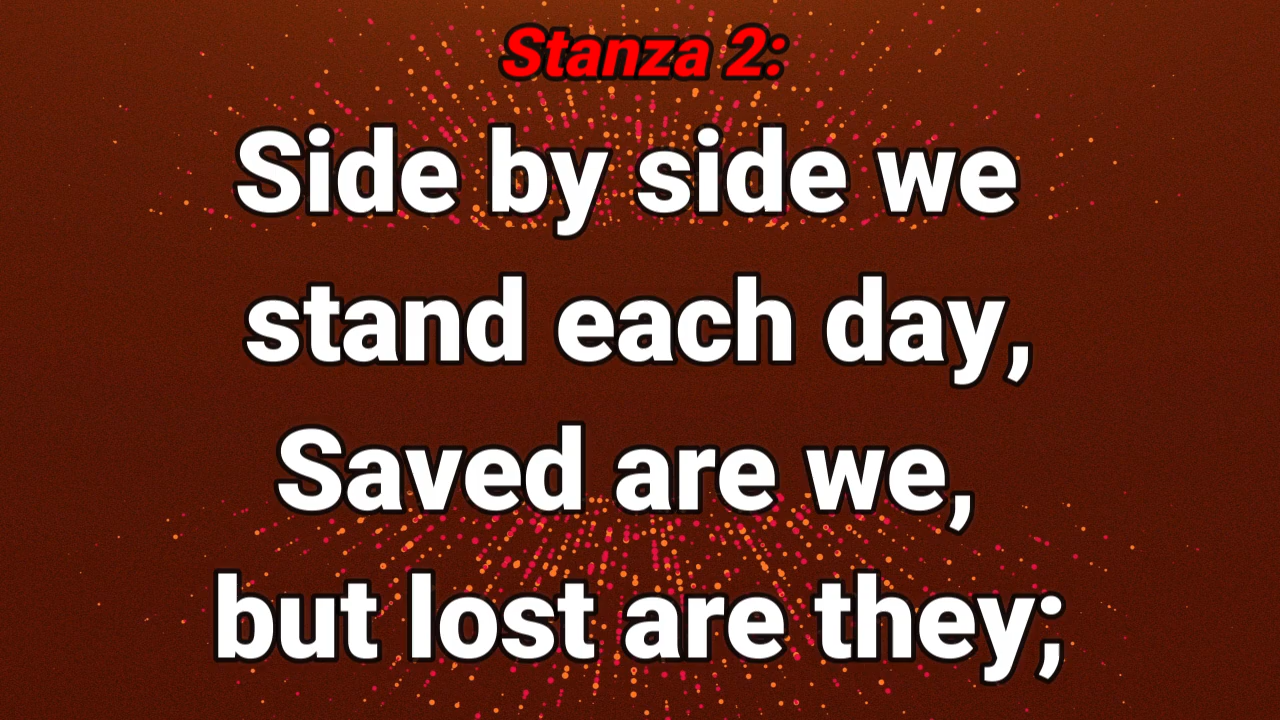 Stanza 2:
Side by side we
stand each day,
Saved are we,
but lost are they;